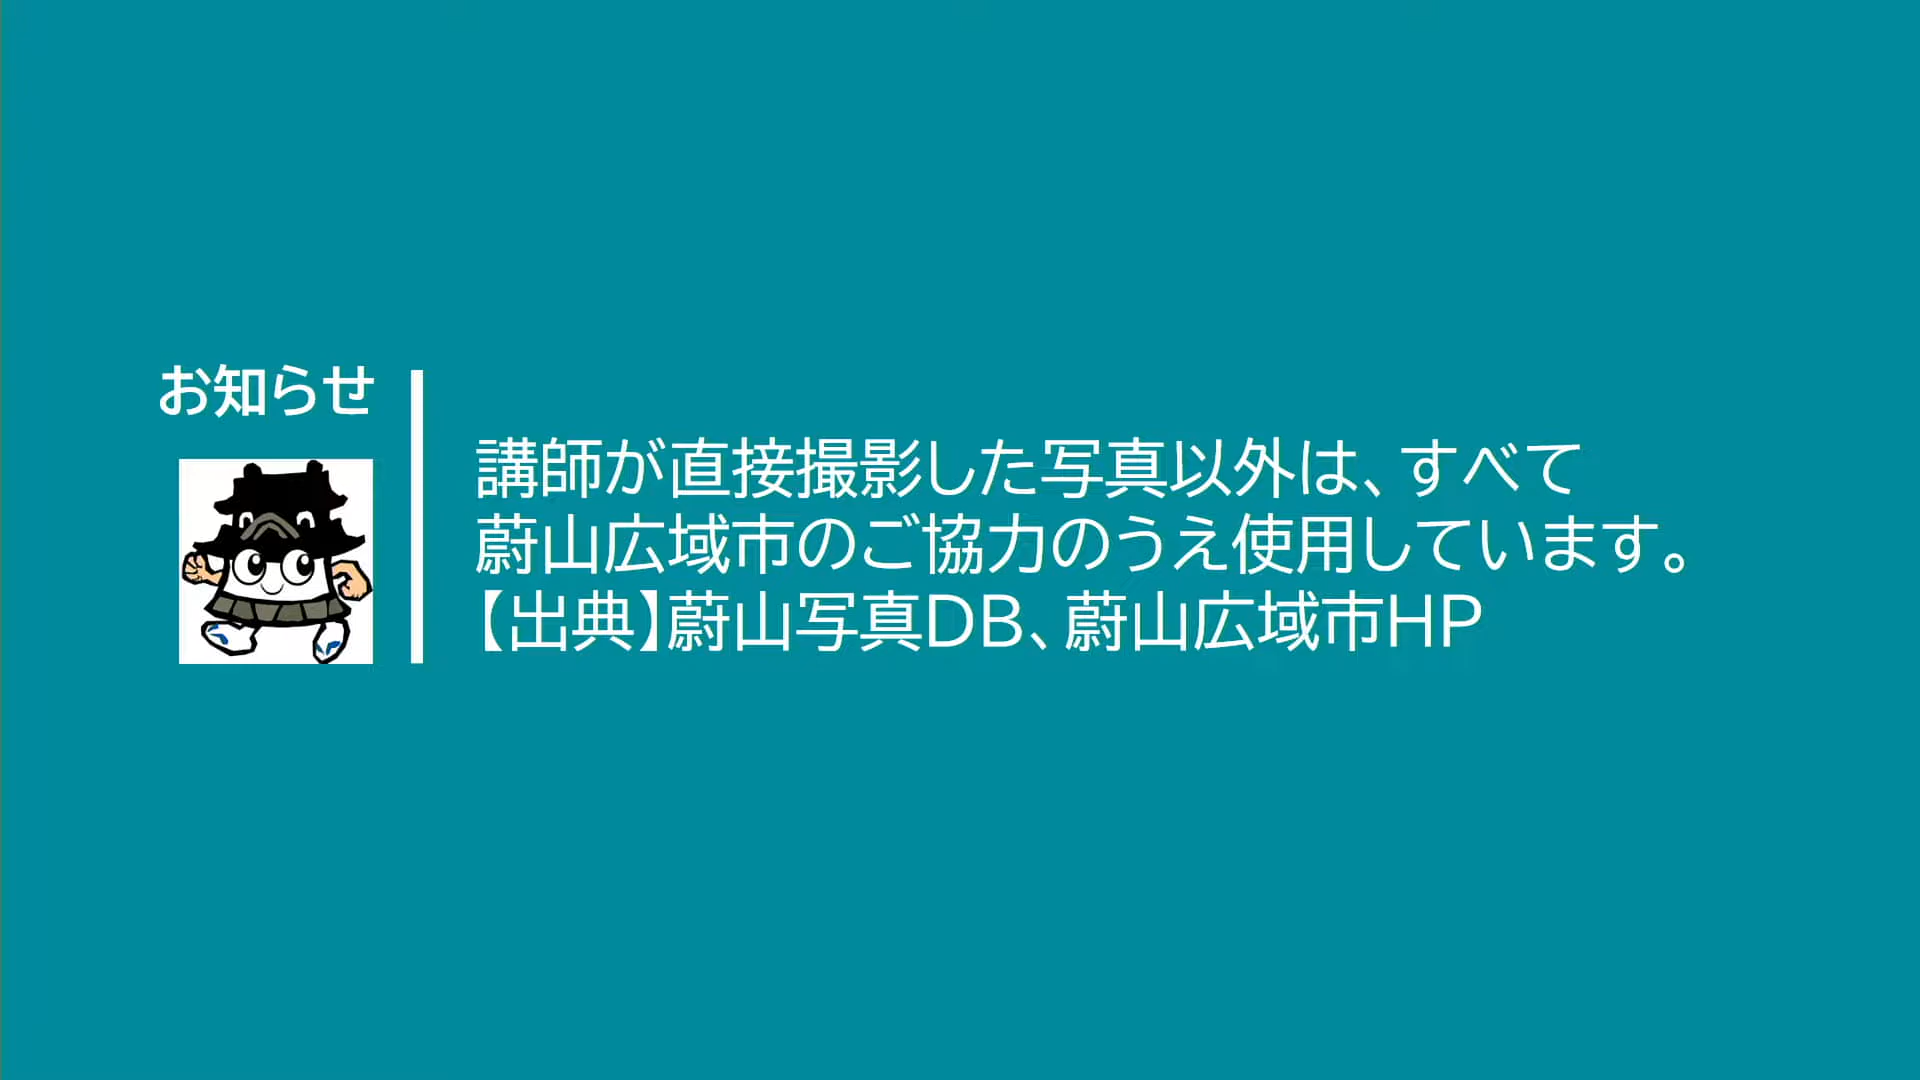 お知らせ
講師が直接撮影した写真以外は、すべて
蔚山広域市のご協力のうえ使用しています。
【出典】蔚山写真DB、蔚山広域市HP